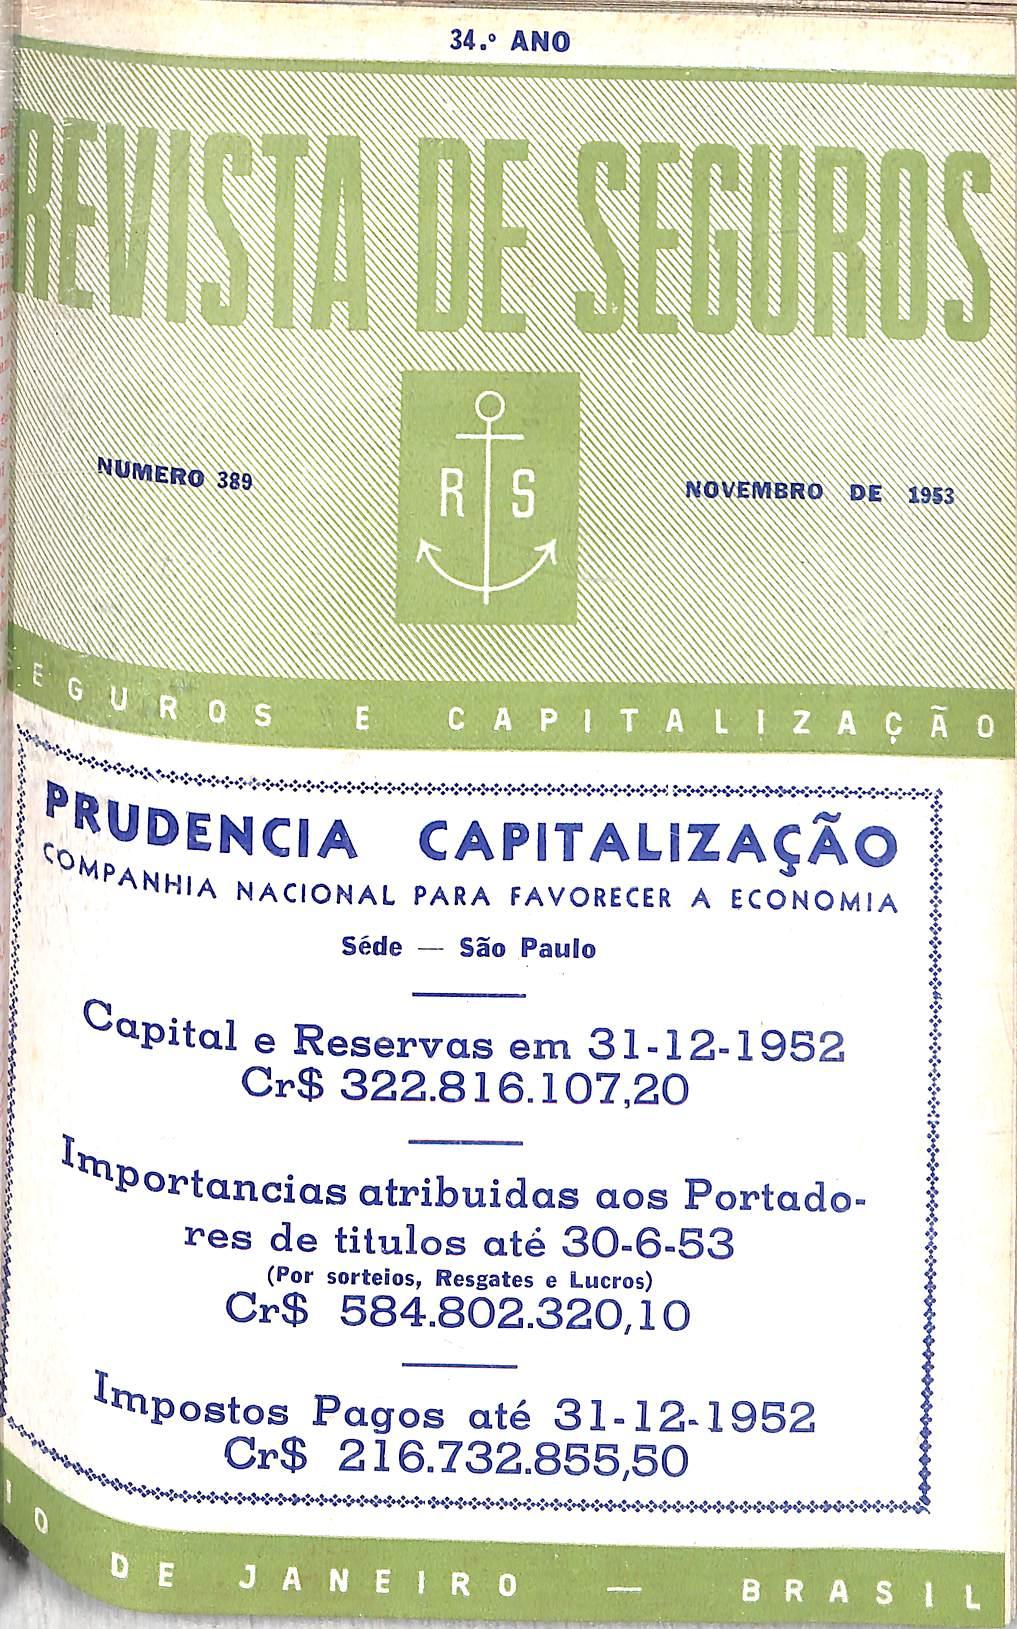 34.º ANO
REVISTA DE SEGUROS
R S
NUMERO 389
NOVEMBRO DE 1953
EGUROS E CAPITALIZAÇÃO
PRUDENCIA CAPITALIZAÇÃO
COMPANHIA NACIONAL PARA FAVORECER A ECONOMIA
Séde — São Paulo
Capital e Reservas em 31-12-1952
Cr$ 322.816.107,20
Importancias atribuidas aos Portado-
res de titulos até 30-6-53
(Por sorteios, Resgates e Lucros)
Cr$ 584.802.320,10
Impostos Pagos até 31-12-1952
Cr$ 216.732.855,50
IO DE JANEIRO — BRASIL